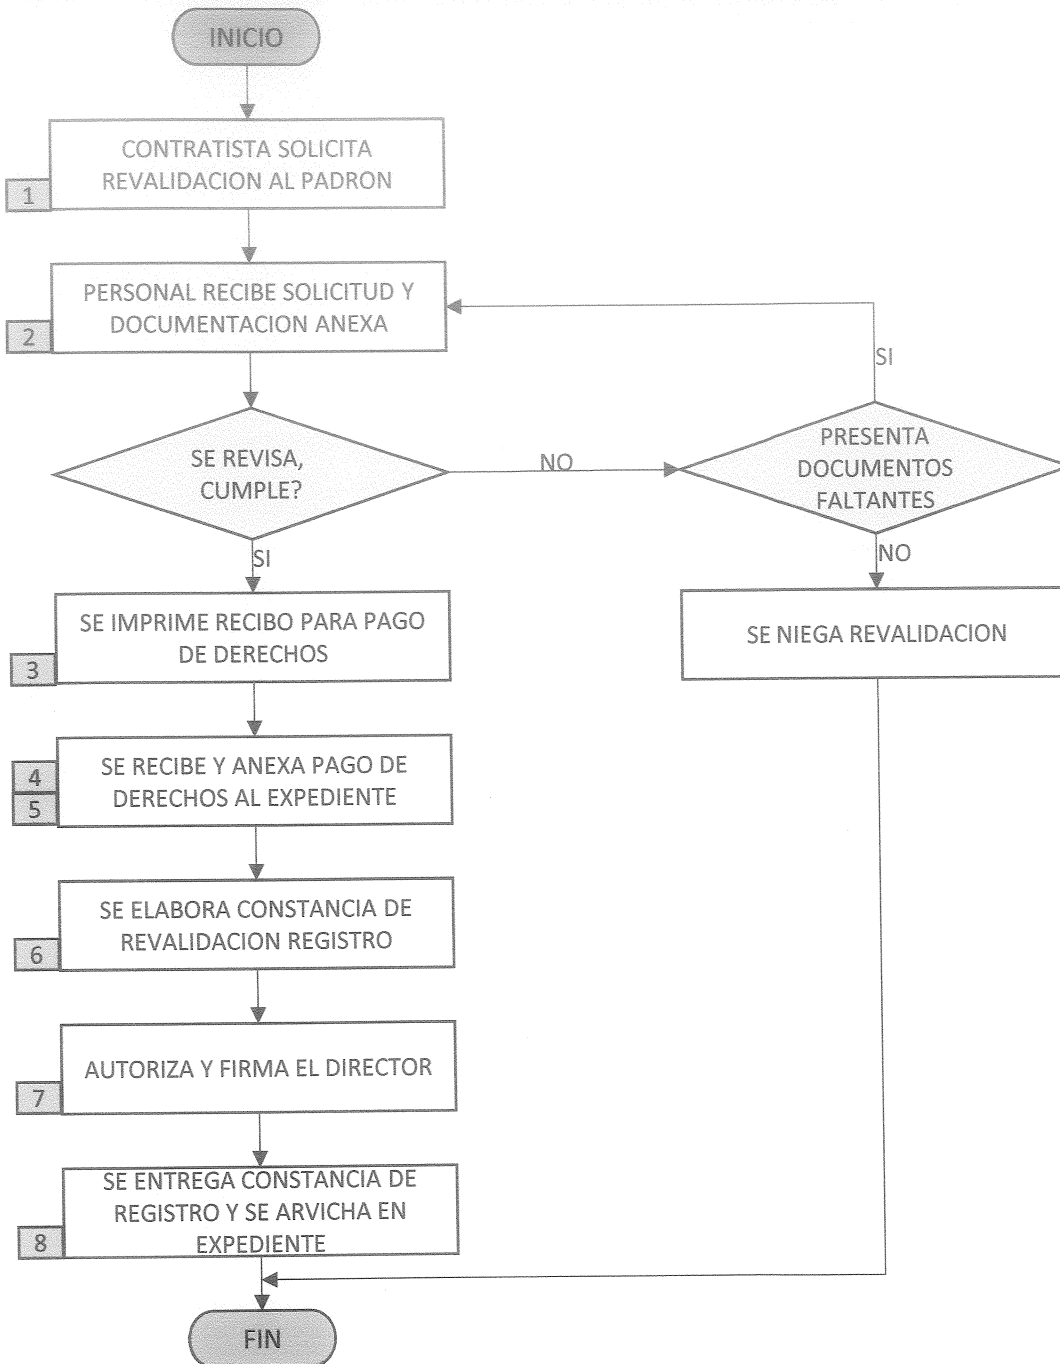 INICIO
CONTRATISTA SOLICITA
REVALIDACION AL PADRON
1
PERSONAL RECIBE SOLICITUD Y
DOCUMENTACION ANEXA
2
SI
SE REVISA,
CUMPLE?
NO
PRESENTA
DOCUMENTOS
FALTANTES
SI
NO
SE IMPRIME RECIBO PARA PAGO
DE DERECHOS
3
SE NIEGA REVALIDACION
SE RECIBE Y ANEXA PAGO DE
DERECHOS AL EXPEDIENTE
4
5
SE ELABORA CONSTANCIA DE
REVALIDACION REGISTRO
6
AUTORIZA Y FIRMA EL DIRECTOR
7
SE ENTREGA CONSTANCIA DE
REGISTRO Y SE ARVICHA EN
EXPEDIENTE
8
FIN